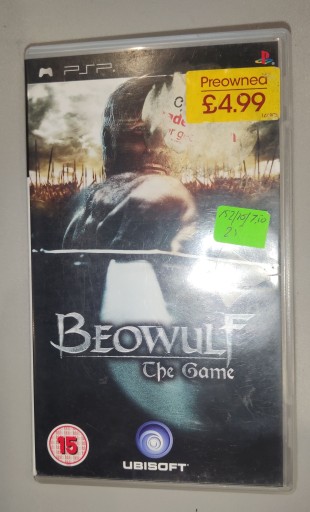 PSP
Preowned
£4.99
BEOWULF
The Game
15
UBISOFT